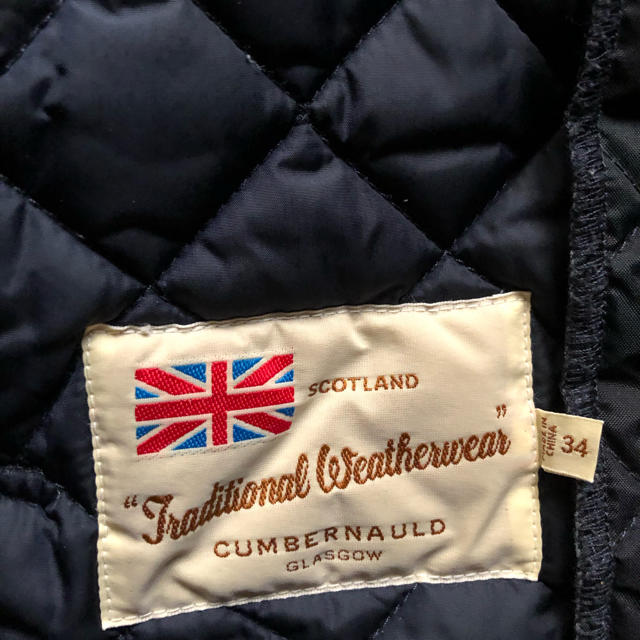 SCOTLAND
"Traditional Weatherwear"
CUMBERNAULD
GLASGOW
MADE IN
CHINA
34